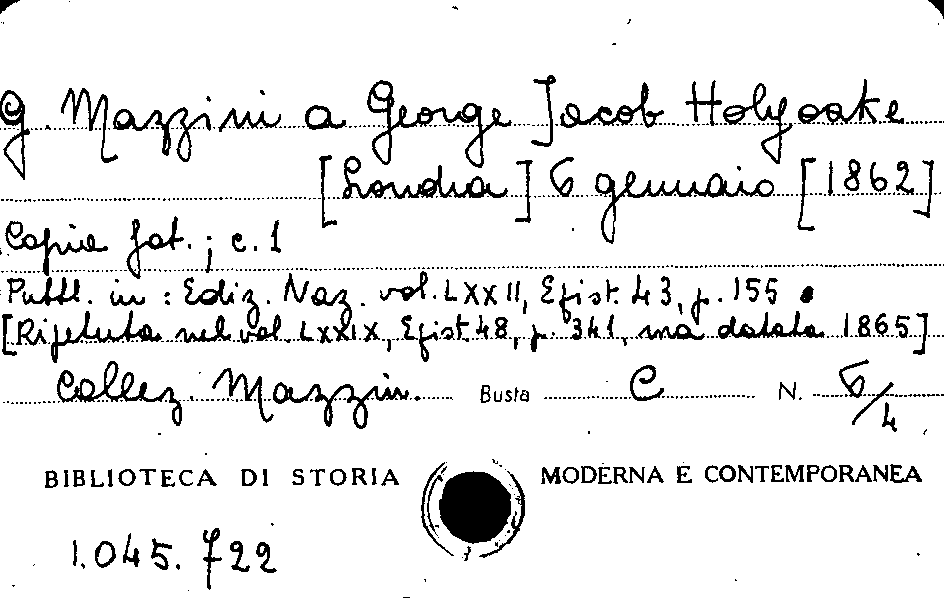 G. Mazzini a George Jacob Holyoake
[Londra] 6 gennaio [1862]
Copia fot. ; c. 1
Pubbl. in : Ediz. Naz. vol. LXXII, Epist. 43, p. 155.
[Ripetuta nel vol. LXXIX, Epist. 48, p. 341, ma datata 1865]
Collez. Mazzin. Busta C N. 6/4
BIBLIOTECA DI STORIA MODERNA E CONTEMPORANEA
1.045.722